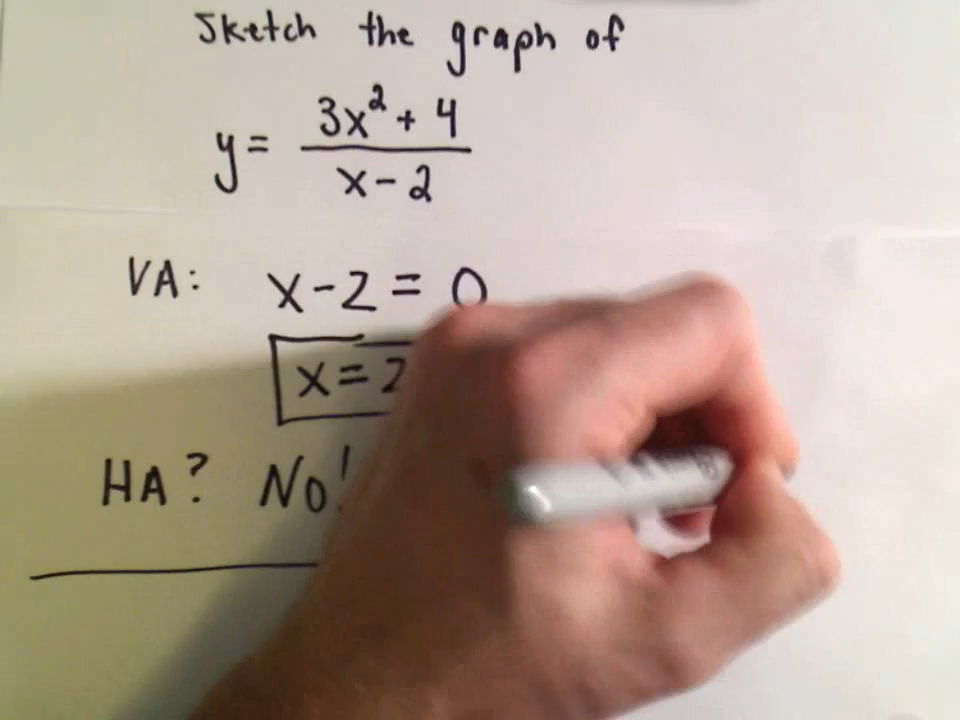 Sketch the graph of
y = 3x² + 4 / x - 2
VA: x - 2 = 0
x = 2
HA? No!